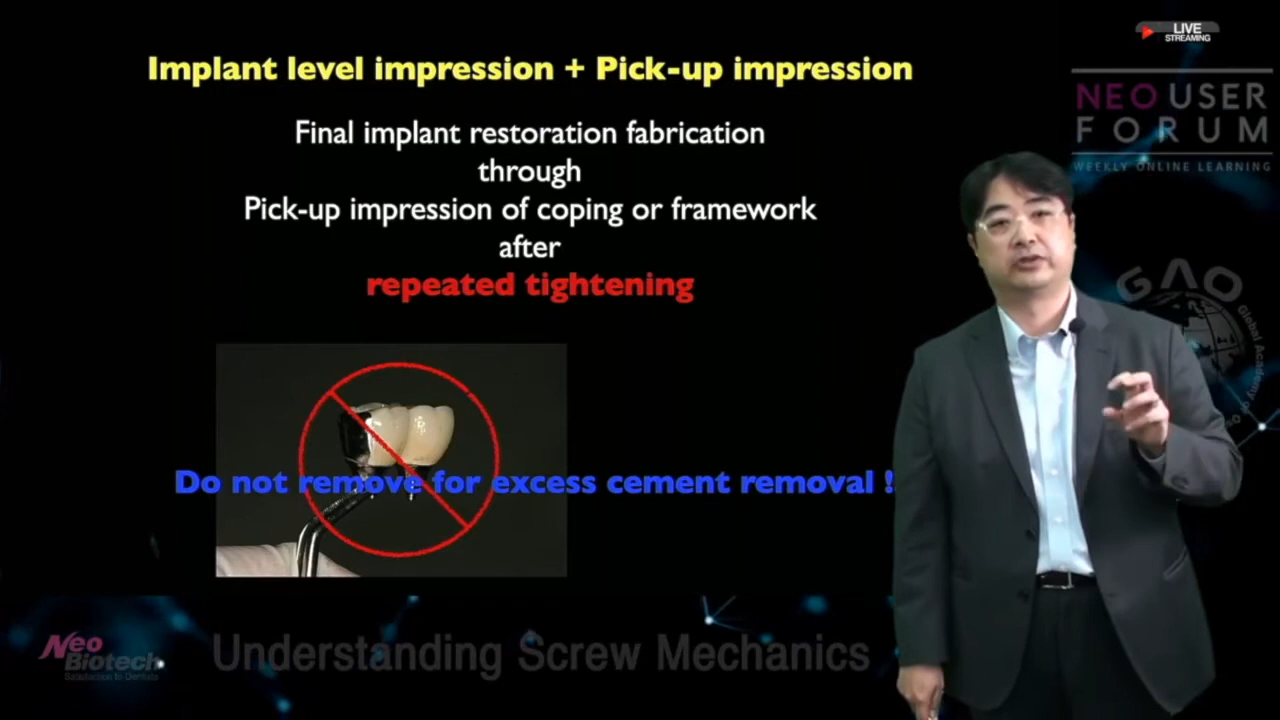 LIVE
STREAMING
Implant level impression + Pick-up impression
NEO USER
FORUM
WEEKLY ONLINE LEARNING
Final implant restoration fabrication
through
Pick-up impression of coping or framework
after
repeated tightening
GAO
Global Academy
Do not remove for excess cement removal !
Neo
Biotech
Understanding Screw Mechanics